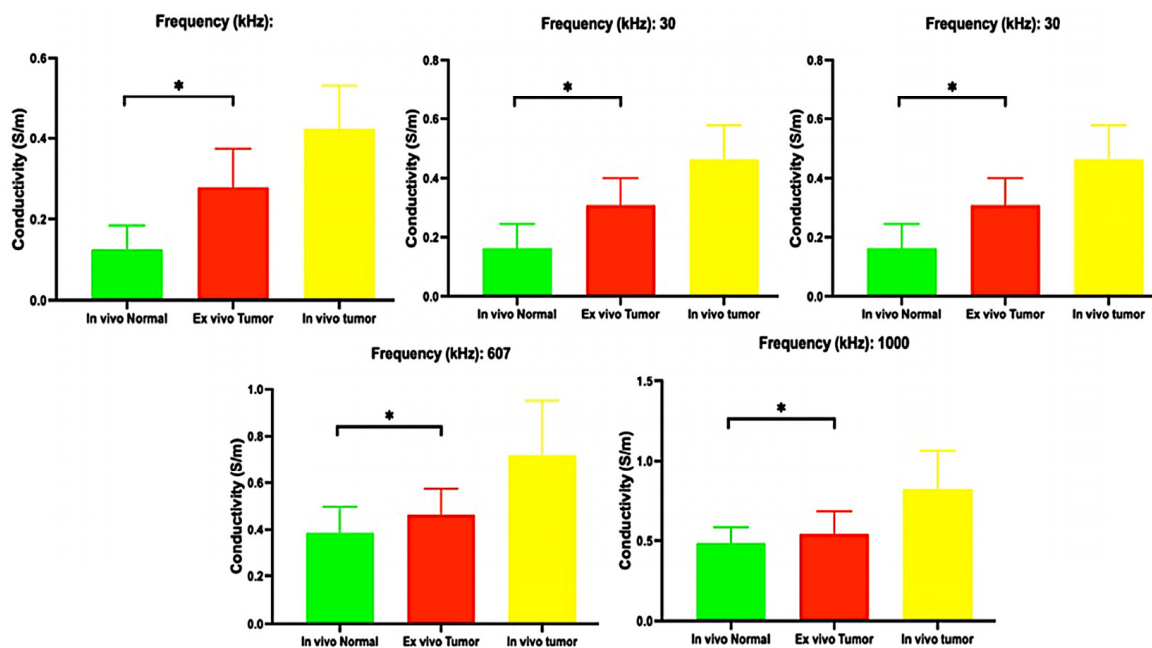 Frequency (kHz):
Conductivity (S/m)
0.6
0.4
0.2
0.0
*
In vivo Normal
Ex vivo Tumor
In vivo tumor
Frequency (kHz): 30
Conductivity (S/m)
0.8
0.6
0.4
0.2
0.0
*
In vivo Normal
Ex vivo Tumor
In vivo tumor
Frequency (kHz): 30
Conductivity (S/m)
0.8
0.6
0.4
0.2
0.0
*
In vivo Normal
Ex vivo Tumor
In vivo tumor
Frequency (kHz): 607
Conductivity (S/m)
1.0
0.8
0.6
0.4
0.2
0.0
*
In vivo Normal
Ex vivo Tumor
In vivo tumor
Frequency (kHz): 1000
Conductivity (S/m)
1.5
1.0
0.5
0.0
*
In vivo Normal
Ex vivo Tumor
In vivo tumor